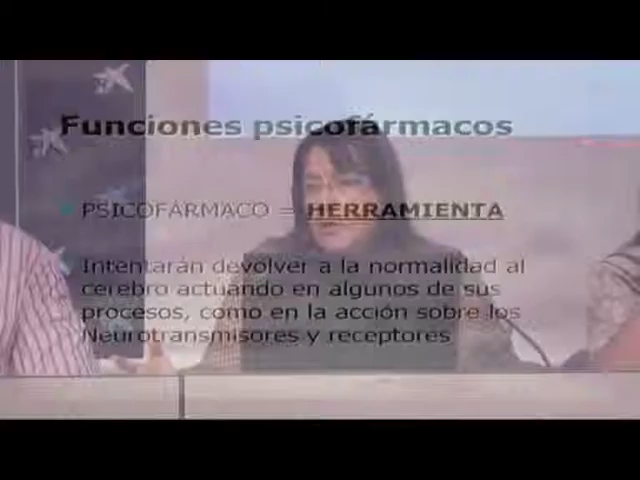 Funciones psicofármacos
PSICOFÁRMACO = HERRAMIENTA
Intentarán devolver a la normalidad al
cerebro actuando en algunos de sus
procesos, como en la acción sobre los
Neurotransmisores y receptores